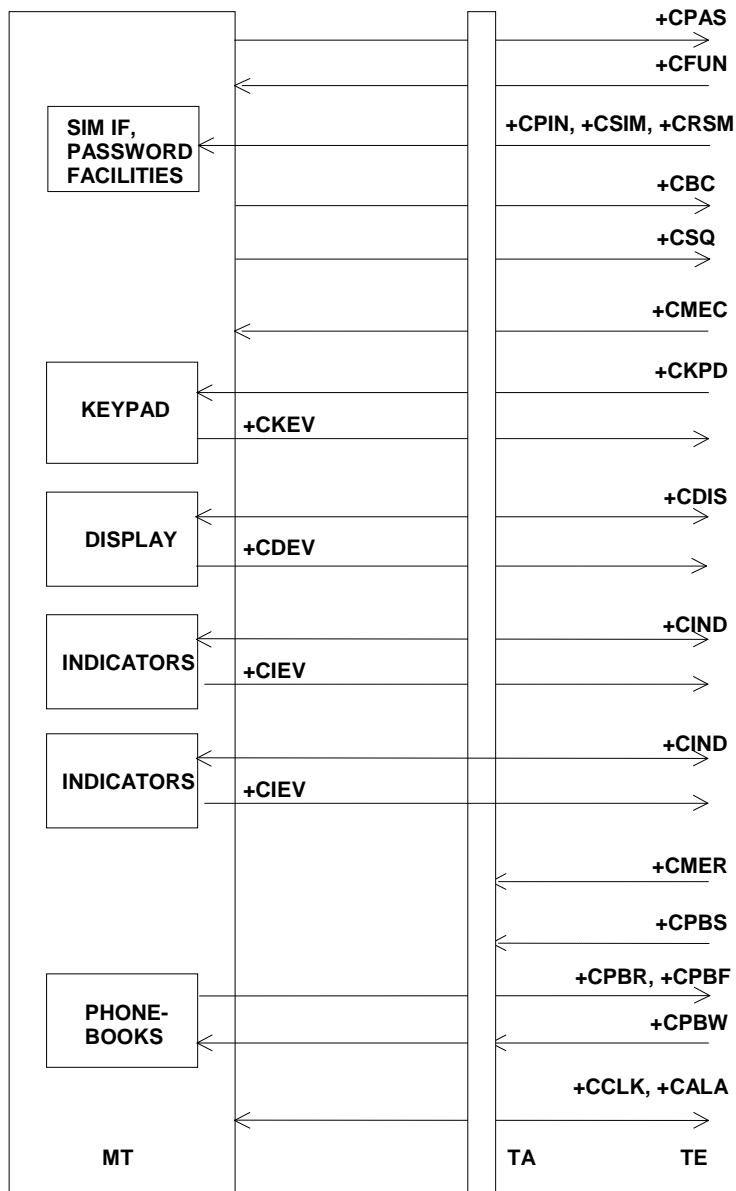 +CPAS
+CFUN
SIM IF,
PASSWORD
FACILITIES
+CPIN, +CSIM, +CRSM
+CBC
+CSQ
+CMEC
+CKPD
KEYPAD
+CKEV
+CDIS
DISPLAY
+CDEV
+CIND
INDICATORS
+CIEV
+CIND
INDICATORS
+CIEV
+CMER
+CPBS
+CPBR, +CPBF
PHONE-
BOOKS
+CPBW
+CCLK, +CALA
MT TA TE